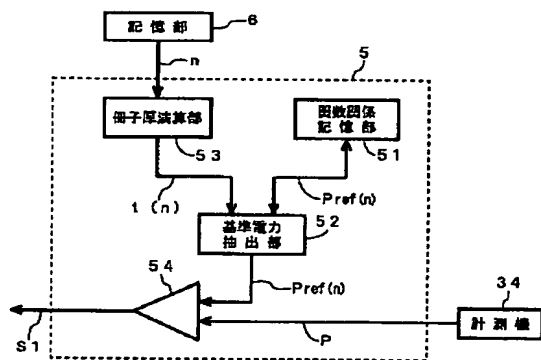 記憶部
6
n
5
冊子厚演算部
53
関数関係
記憶部
51
t(n)
Pref(n)
基準電力
抽出部
52
54
Pref(n)
34
計測機
S1
P